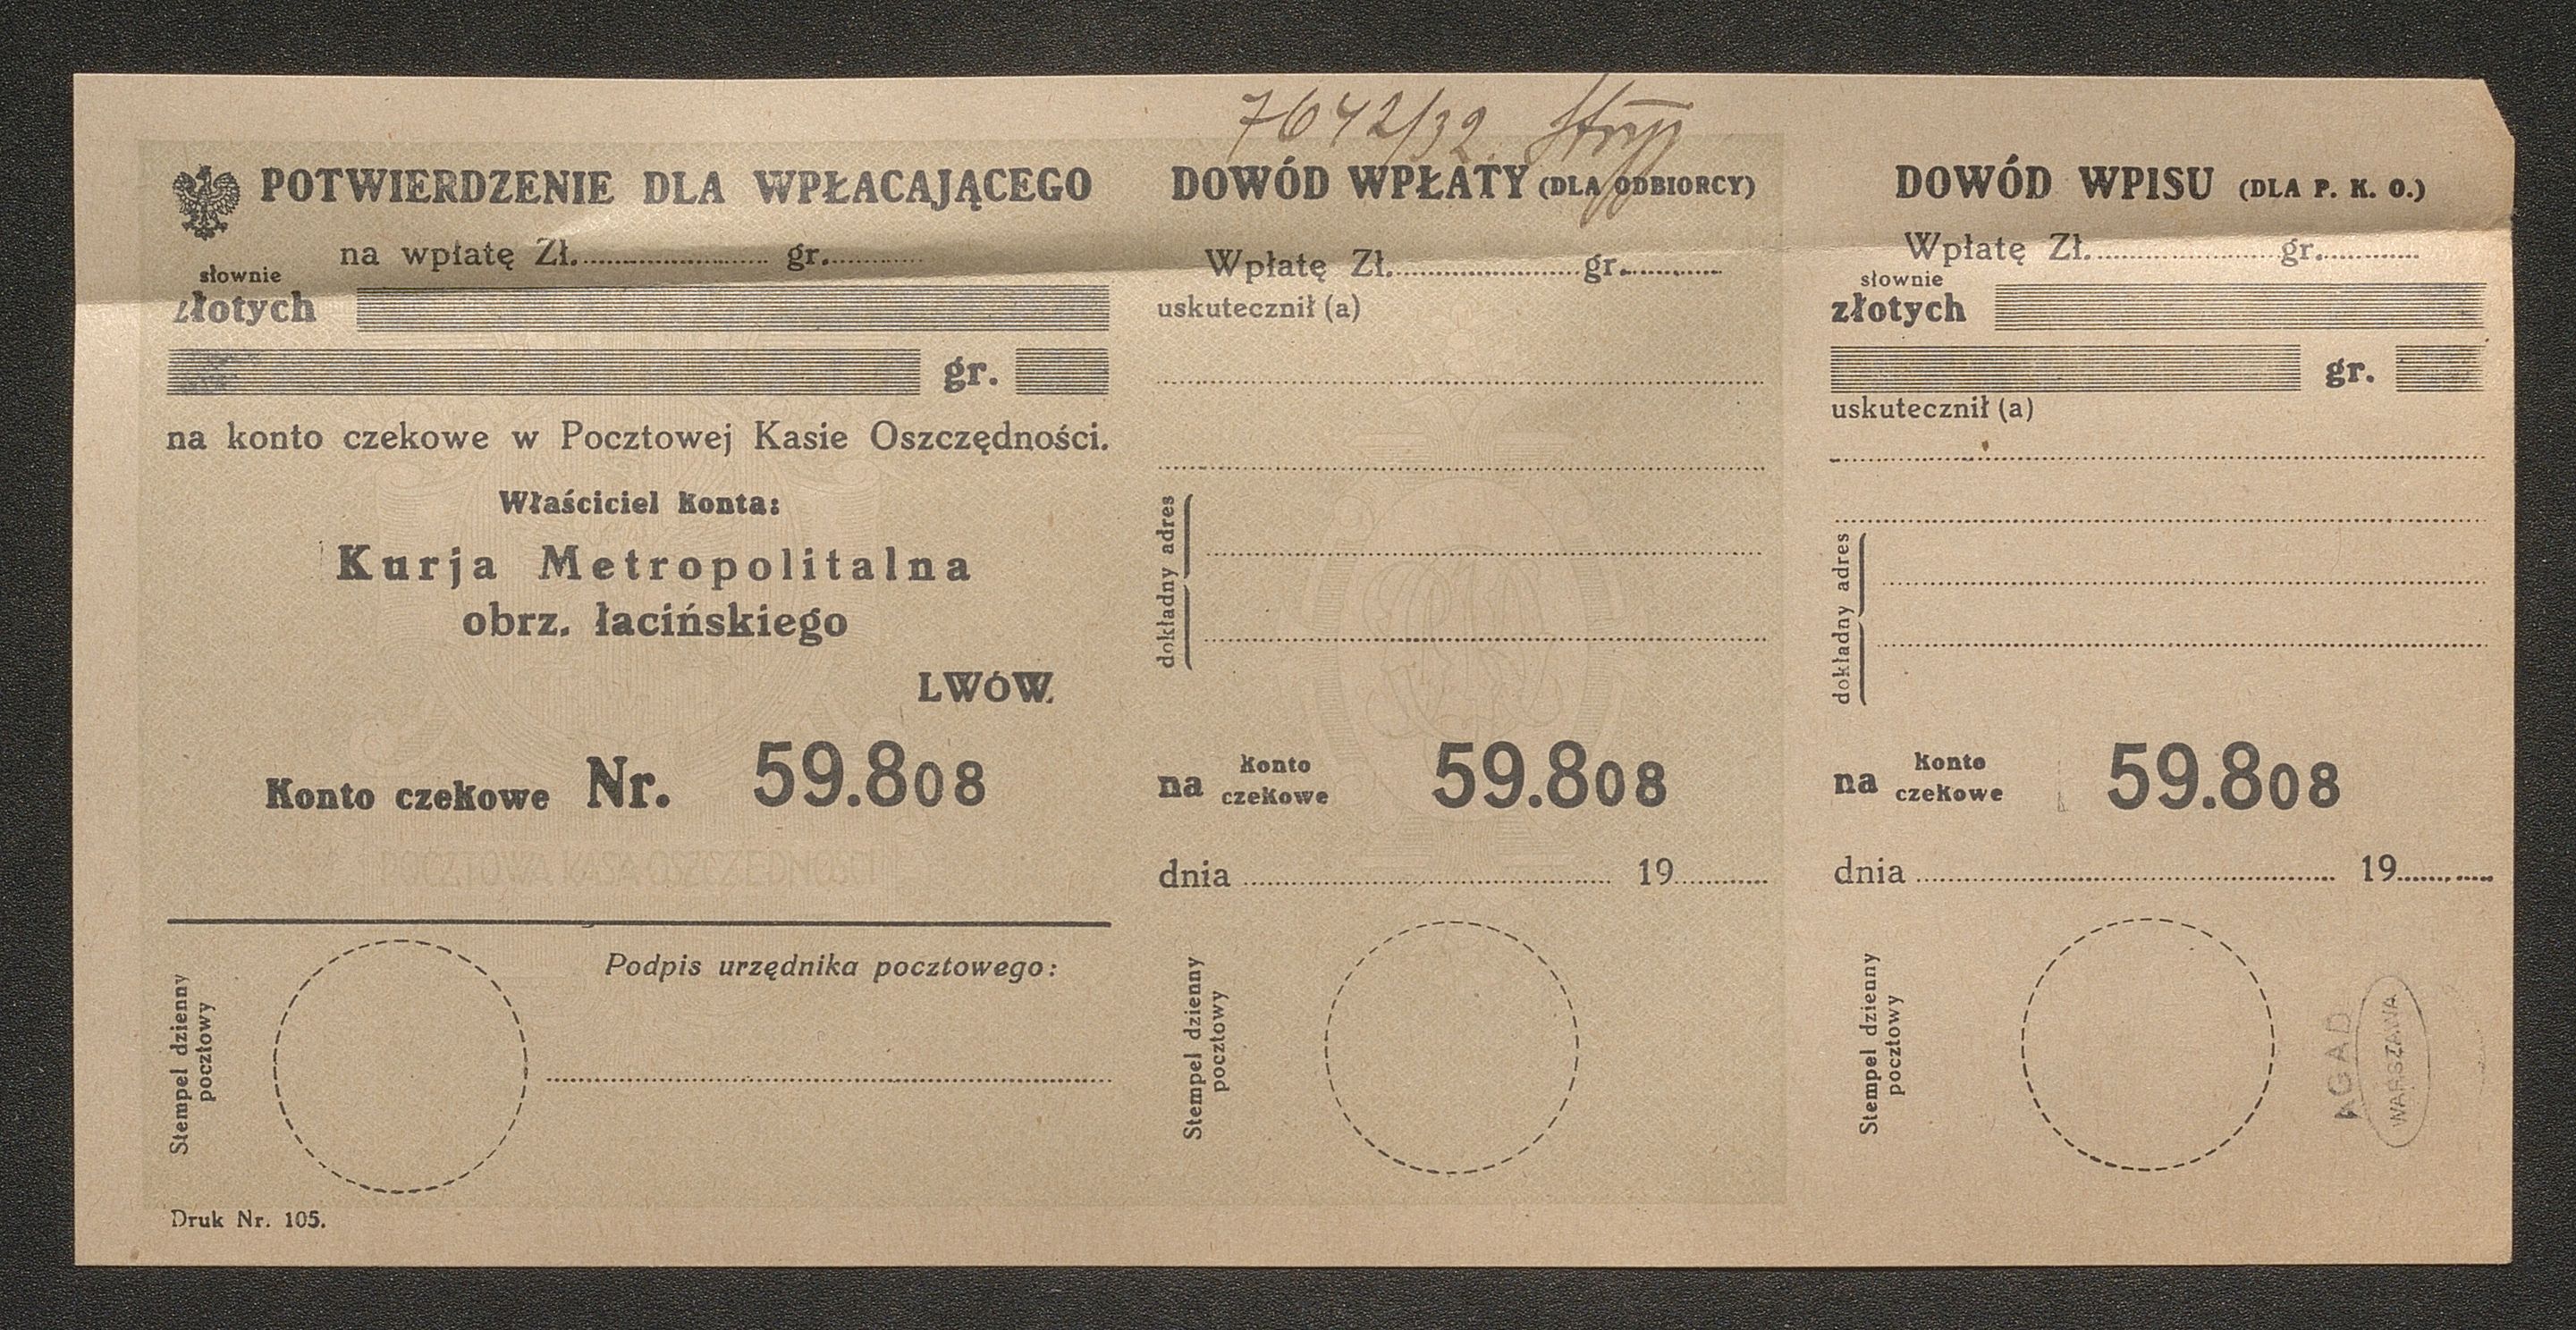 7642/32 Stryj
POTWIERDZENIE DLA WPŁACAJĄCEGO
na wpłatę Zł. gr.
słownie
złotych
gr.
na konto czekowe w Pocztowej Kasie Oszczędności.
Właściciel Konta:
Kurja Metropolitalna
obrz. łacińskiego
LWÓW.
Konto czekowe Nr. 59.808
POCZTOWA KASA OSZCZĘDNOŚCI
Podpis urzędnika pocztowego:
Stempel dzienny
pocztowy
Druk Nr. 105.
DOWÓD WPŁATY (DLA ODBIORCY)
Wpłatę Zł. gr.
uskutecznił (a)
dokładny adres
na konto czekowe 59.808
dnia 19
Stempel dzienny
pocztowy
DOWÓD WPISU (DLA P. K. O.)
Wpłatę Zł. gr.
słownie
złotych
gr.
uskutecznił (a)
dokładny adres
na konto czekowe 59.808
dnia 19
Stempel dzienny
pocztowy
AGAD
WARSZAWA